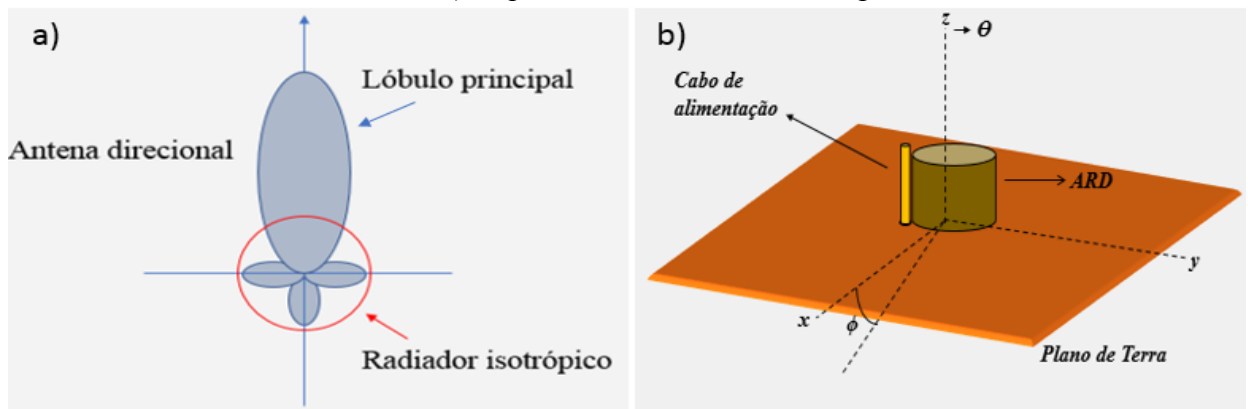 a)
Lóbulo principal
Antena direcional
Radiador isotrópico
b)
z → θ
Cabo de
alimentação
ARD
y
x
ϕ
Plano de Terra